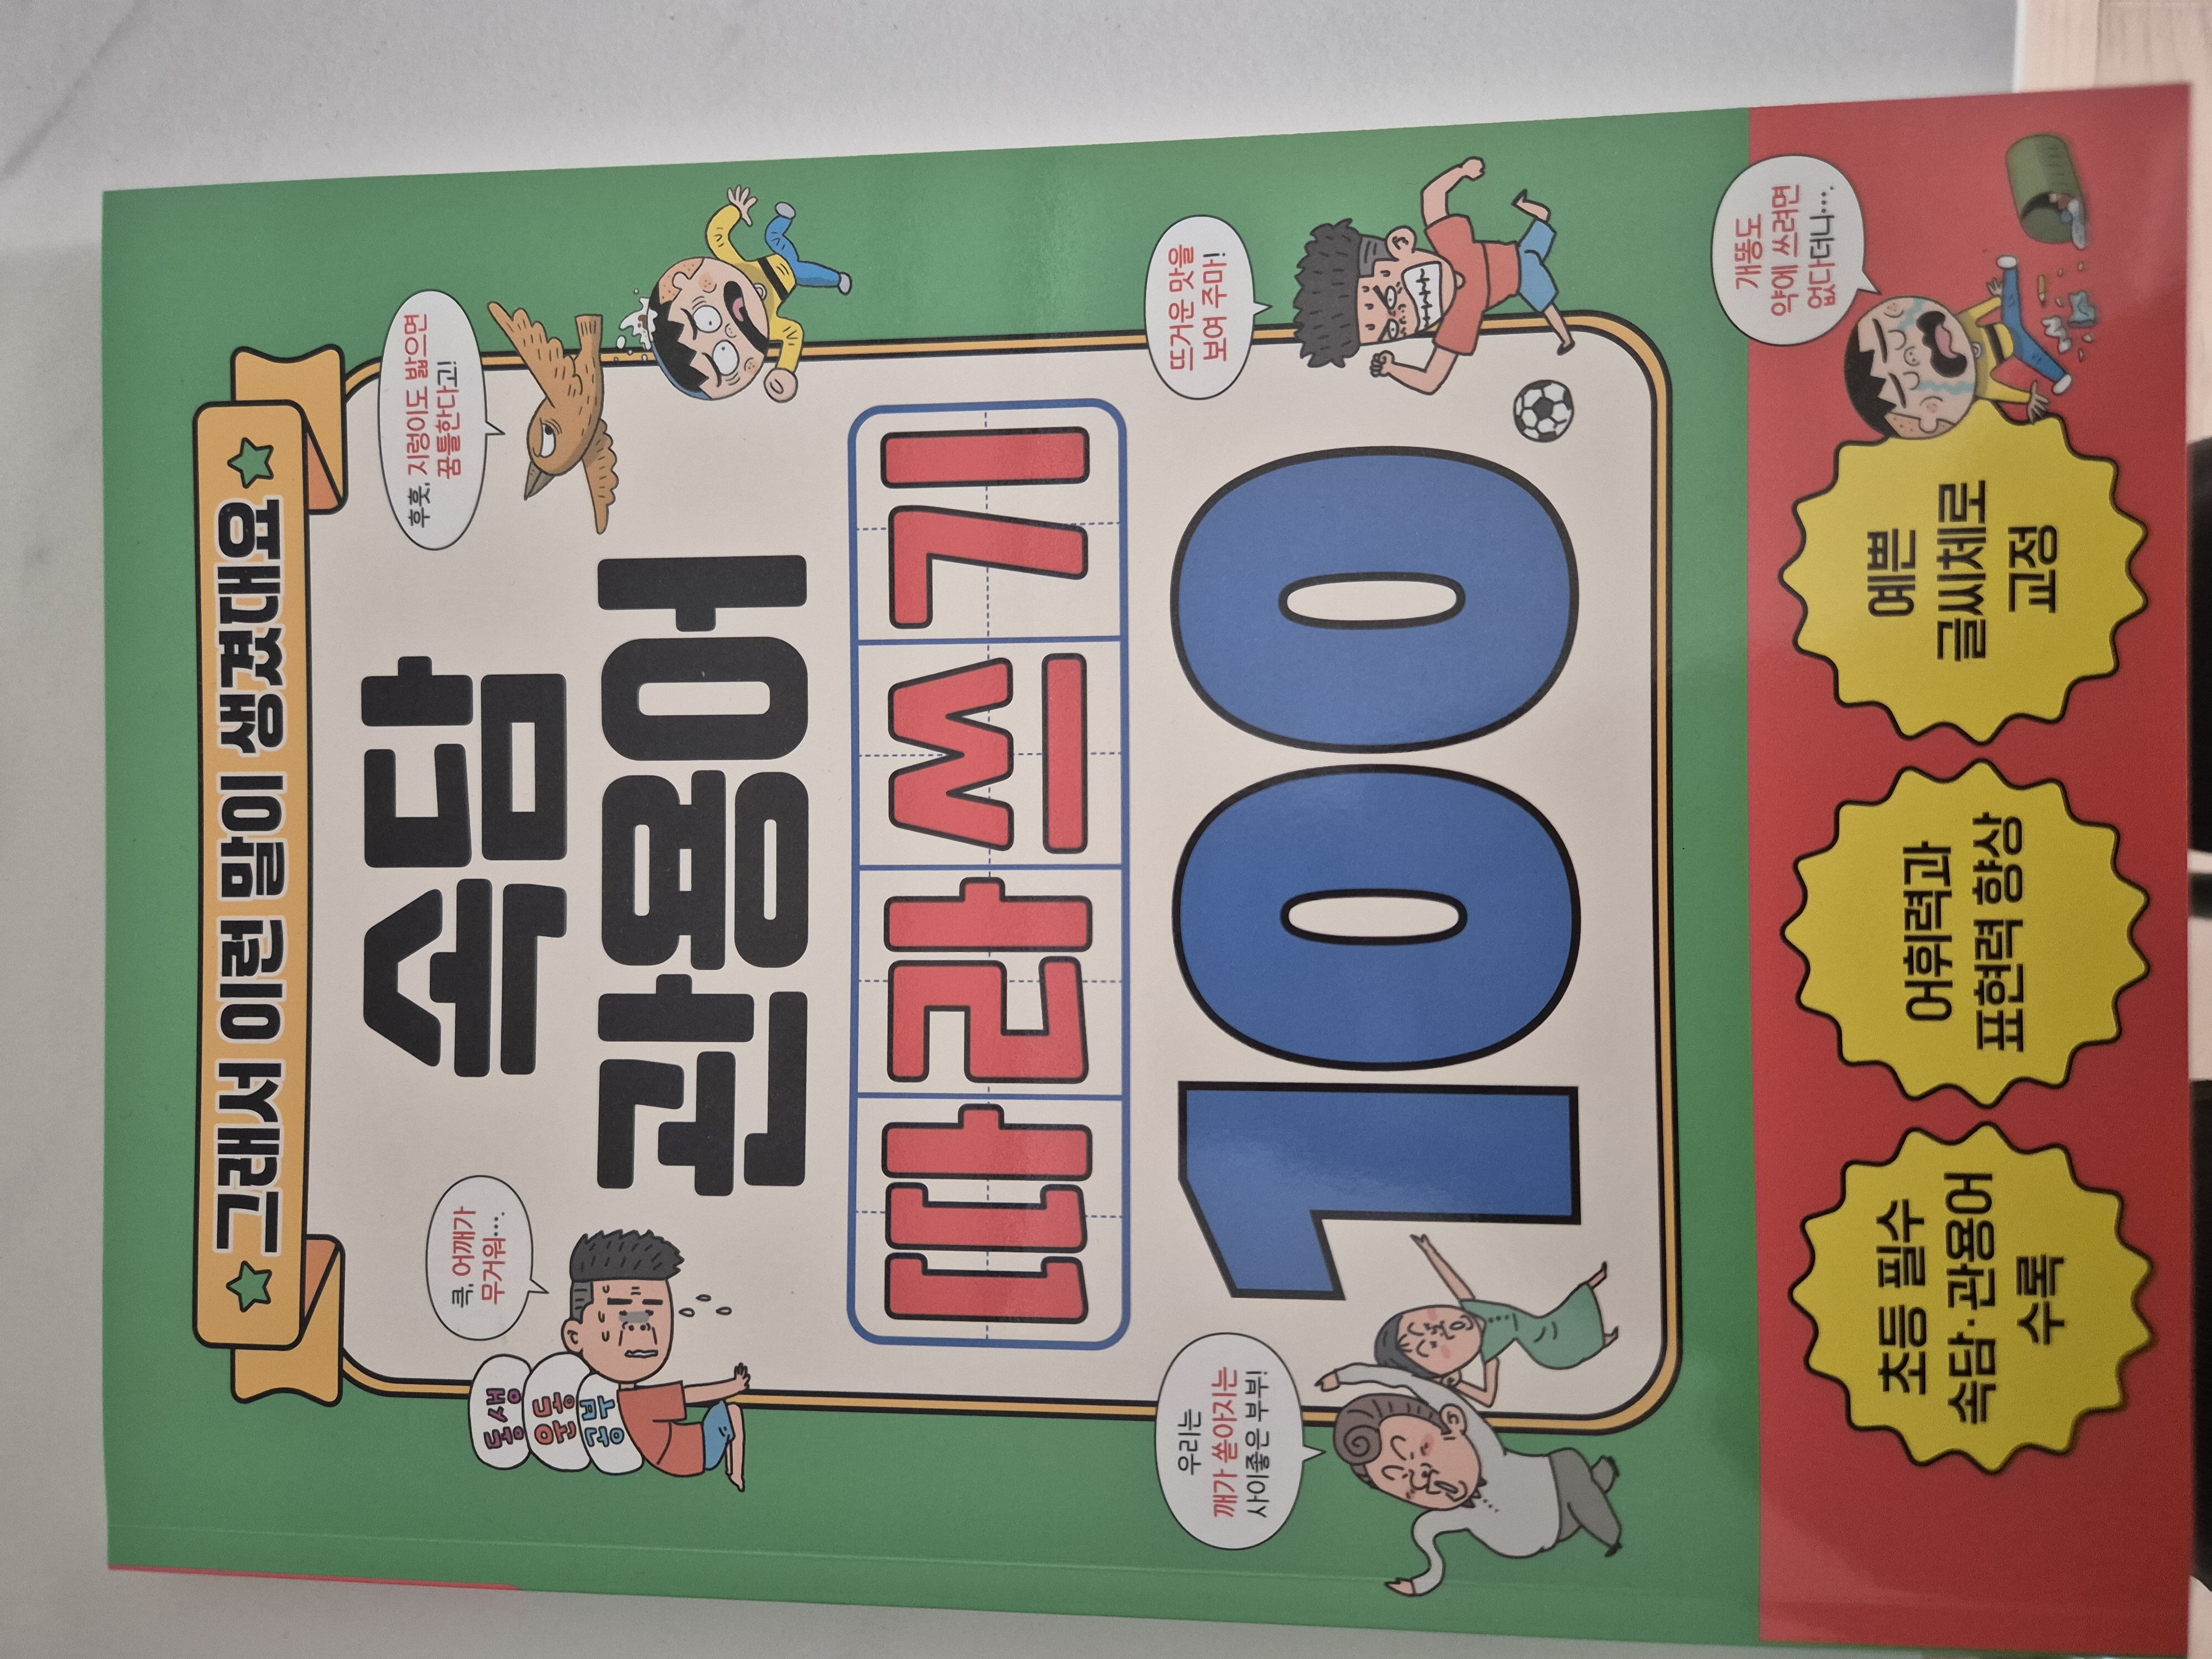 그래서 이런 말이 생겼대요
후훗, 지렁이도 밟으면
꿈틀한다고!
큭, 어깨가
무거워….
동생
운동
공부
속담
관용어
따라쓰기
100
뜨거운 맛을
보여 주마!
우리는
깨가 쏟아지는
사이좋은 부부!
개똥도
약에 쓰려면
없다더니….
초등 필수
속담·관용어
수록
어휘력과
표현력 향상
예쁜
글씨체로
교정